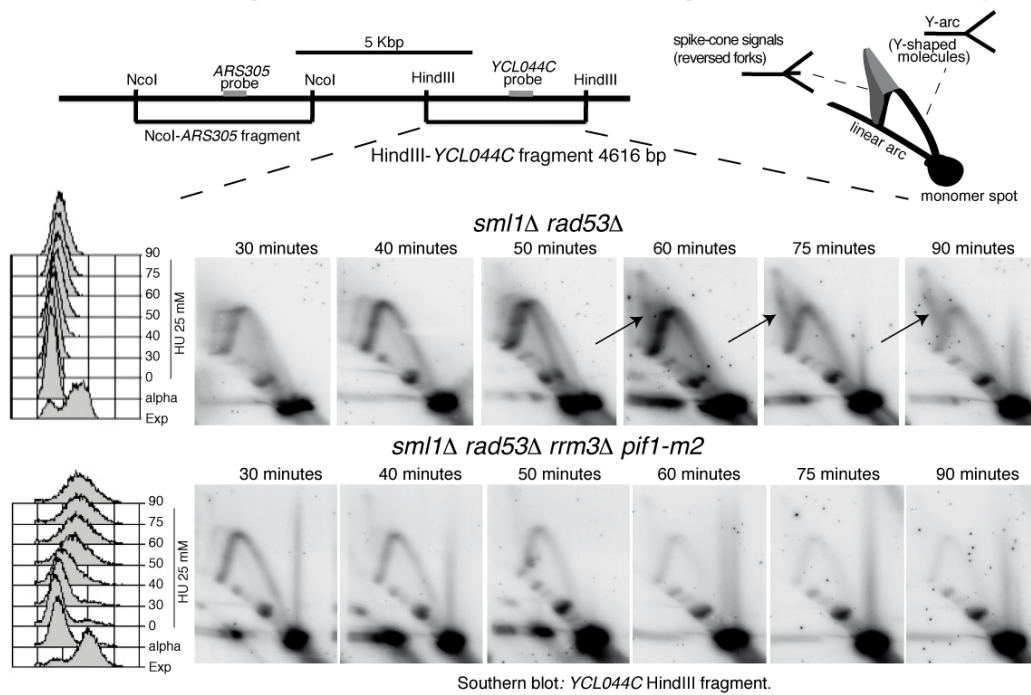 5 Kbp
NcoI
ARS305
probe
NcoI
HindIII
YCL044C
probe
HindIII
NcoI-ARS305 fragment
HindIII-YCL044C fragment 4616 bp
spike-cone signals
(reversed forks)
Y-arc
(Y-shaped
molecules)
linear arc
monomer spot
sml1Δ rad53Δ
30 minutes 40 minutes 50 minutes 60 minutes 75 minutes 90 minutes
90
75
60
50
40
30
0
alpha
Exp
HU 25 mM
sml1Δ rad53Δ rrm3Δ pif1-m2
30 minutes 40 minutes 50 minutes 60 minutes 75 minutes 90 minutes
90
75
60
50
40
30
0
alpha
Exp
HU 25 mM
Southern blot: YCL044C HindIII fragment.